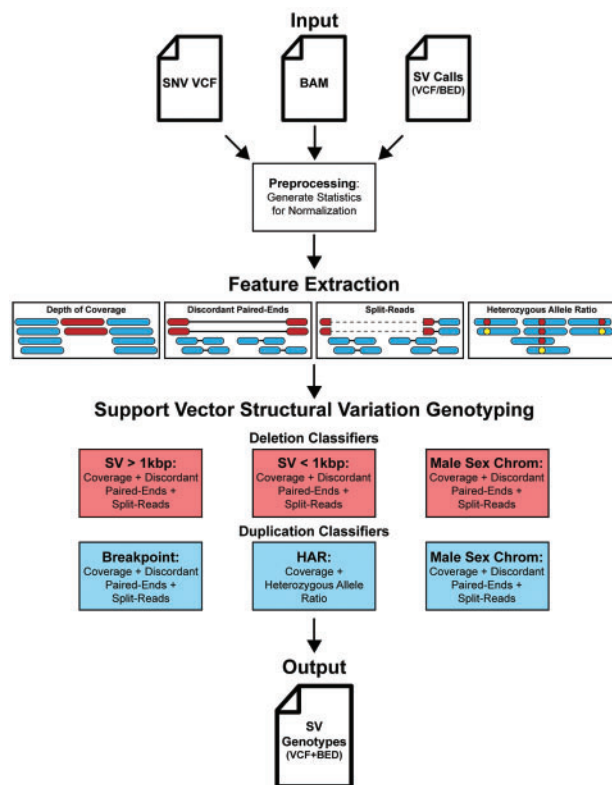 Input
SNV VCF
BAM
SV Calls
(VCF/BED)
Preprocessing:
Generate Statistics
for Normalization
Feature Extraction
Depth of Coverage
Discordant Paired-Ends
Split-Reads
Heterozygous Allele Ratio
Support Vector Structural Variation Genotyping
Deletion Classifiers
SV > 1kbp:
Coverage + Discordant
Paired-Ends +
Split-Reads
SV < 1kbp:
Coverage + Discordant
Paired-Ends +
Split-Reads
Male Sex Chrom:
Coverage + Discordant
Paired-Ends +
Split-Reads
Duplication Classifiers
Breakpoint:
Coverage + Discordant
Paired-Ends +
Split-Reads
HAR:
Coverage +
Heterozygous Allele
Ratio
Male Sex Chrom:
Coverage + Discordant
Paired-Ends +
Split-Reads
Output
SV
Genotypes
(VCF+BED)